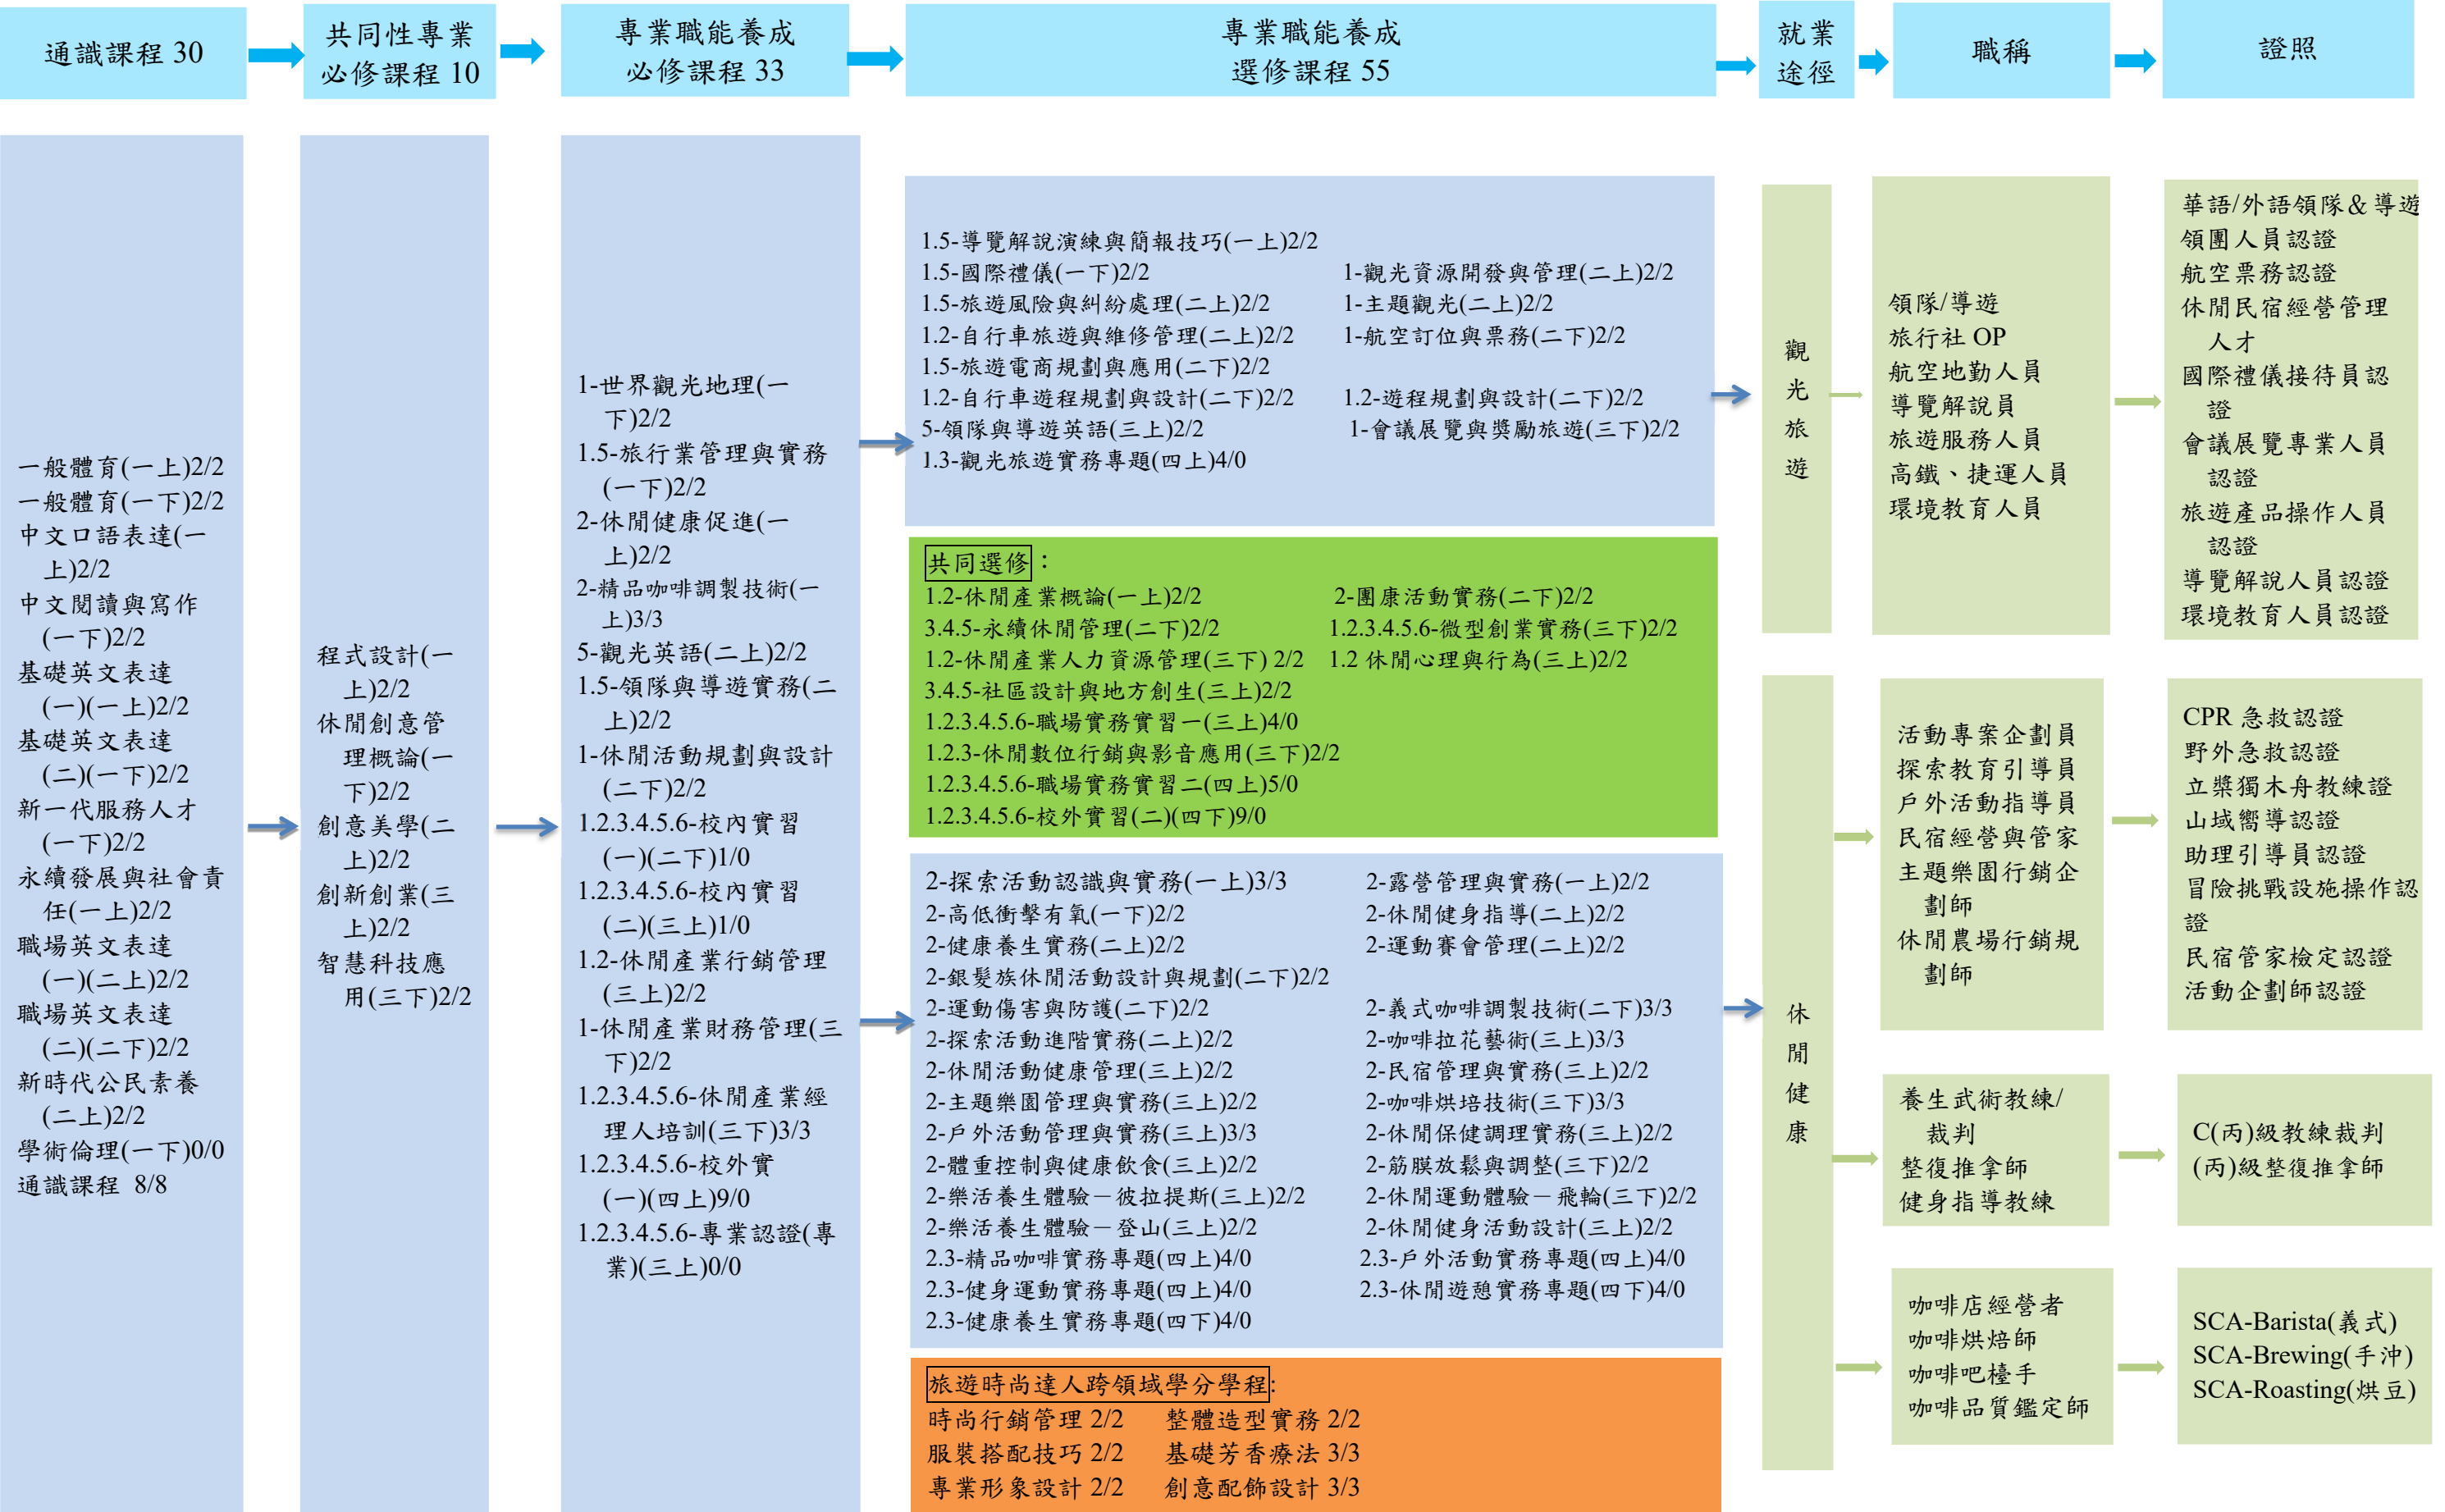 通識課程 30
共同性專業
必修課程 10
專業職能養成
必修課程 33
專業職能養成
選修課程 55
就業
途徑
職稱
證照
一般體育(一上)2/2
一般體育(一下)2/2
中文口語表達(一
上)2/2
中文閱讀與寫作
(一下)2/2
基礎英文表達
(一)(一上)2/2
基礎英文表達
(二)(一下)2/2
新一代服務人才
(一下)2/2
永續發展與社會責
任(一上)2/2
職場英文表達
(一)(二上)2/2
職場英文表達
(二)(二下)2/2
新時代公民素養
(二上)2/2
學術倫理(一下)0/0
通識課程 8/8
程式設計(一
上)2/2
休閒創意管
理概論(一
下)2/2
創意美學(二
上)2/2
創新創業(三
上)2/2
智慧科技應
用(三下)2/2
1-世界觀光地理(一
下)2/2
1.5-旅行業管理與實務
(一下)2/2
2-休閒健康促進(一
上)2/2
2-精品咖啡調製技術(一
上)3/3
5-觀光英語(二上)2/2
1.5-領隊與導遊實務(二
上)2/2
1-休閒活動規劃與設計
(二下)2/2
1.2.3.4.5.6-校內實習
(一)(二下)1/0
1.2.3.4.5.6-校內實習
(二)(三上)1/0
1.2-休閒產業行銷管理
(三上)2/2
1-休閒產業財務管理(三
下)2/2
1.2.3.4.5.6-休閒產業經
理人培訓(三下)3/3
1.2.3.4.5.6-校外實
(一)(四上)9/0
1.2.3.4.5.6-專業認證(專
業)(三上)0/0
1.5-導覽解說演練與簡報技巧(一上)2/2
1.5-國際禮儀(一下)2/2 1-觀光資源開發與管理(二上)2/2
1.5-旅遊風險與糾紛處理(二上)2/2 1-主題觀光(二上)2/2
1.2-自行車旅遊與維修管理(二上)2/2 1-航空訂位與票務(二下)2/2
1.5-旅遊電商規劃與應用(二下)2/2
1.2-自行車遊程規劃與設計(二下)2/2 1.2-遊程規劃與設計(二下)2/2
5-領隊與導遊英語(三上)2/2 1-會議展覽與獎勵旅遊(三下)2/2
1.3-觀光旅遊實務專題(四上)4/0
共同選修：
1.2-休閒產業概論(一上)2/2 2-團康活動實務(二下)2/2
3.4.5-永續休閒管理(二下)2/2 1.2.3.4.5.6-微型創業實務(三下)2/2
1.2-休閒產業人力資源管理(三下) 2/2 1.2 休閒心理與行為(三上)2/2
3.4.5-社區設計與地方創生(三上)2/2
1.2.3.4.5.6-職場實務實習一(三上)4/0
1.2.3-休閒數位行銷與影音應用(三下)2/2
1.2.3.4.5.6-職場實務實習二(四上)5/0
1.2.3.4.5.6-校外實習(二)(四下)9/0
2-探索活動認識與實務(一上)3/3 2-露營管理與實務(一上)2/2
2-高低衝擊有氧(一下)2/2 2-休閒健身指導(二上)2/2
2-健康養生實務(二上)2/2 2-運動賽會管理(二上)2/2
2-銀髮族休閒活動設計與規劃(二下)2/2
2-運動傷害與防護(二下)2/2 2-義式咖啡調製技術(二下)3/3
2-探索活動進階實務(二上)2/2 2-咖啡拉花藝術(三上)3/3
2-休閒活動健康管理(三上)2/2 2-民宿管理與實務(三上)2/2
2-主題樂園管理與實務(三上)2/2 2-咖啡烘培技術(三下)3/3
2-戶外活動管理與實務(三上)3/3 2-休閒保健調理實務(三上)2/2
2-體重控制與健康飲食(三上)2/2 2-筋膜放鬆與調整(三下)2/2
2-樂活養生體驗－彼拉提斯(三上)2/2 2-休閒運動體驗－飛輪(三下)2/2
2-樂活養生體驗－登山(三上)2/2 2-休閒健身活動設計(三上)2/2
2.3-精品咖啡實務專題(四上)4/0 2.3-戶外活動實務專題(四上)4/0
2.3-健身運動實務專題(四上)4/0 2.3-休閒遊憩實務專題(四下)4/0
2.3-健康養生實務專題(四下)4/0
旅遊時尚達人跨領域學分學程:
時尚行銷管理 2/2 整體造型實務 2/2
服裝搭配技巧 2/2 基礎芳香療法 3/3
專業形象設計 2/2 創意配飾設計 3/3
觀
光
旅
遊
領隊/導遊
旅行社 OP
航空地勤人員
導覽解說員
旅遊服務人員
高鐵、捷運人員
環境教育人員
華語/外語領隊＆導遊
領團人員認證
航空票務認證
休閒民宿經營管理
人才
國際禮儀接待員認
證
會議展覽專業人員
認證
旅遊產品操作人員
認證
導覽解說人員認證
環境教育人員認證
休
閒
健
康
活動專案企劃員
探索教育引導員
戶外活動指導員
民宿經營與管家
主題樂園行銷企
劃師
休閒農場行銷規
劃師
CPR 急救認證
野外急救認證
立槳獨木舟教練證
山域嚮導認證
助理引導員認證
冒險挑戰設施操作認
證
民宿管家檢定認證
活動企劃師認證
養生武術教練/
裁判
整復推拿師
健身指導教練
C(丙)級教練裁判
(丙)級整復推拿師
咖啡店經營者
咖啡烘焙師
咖啡吧檯手
咖啡品質鑑定師
SCA-Barista(義式)
SCA-Brewing(手沖)
SCA-Roasting(烘豆)